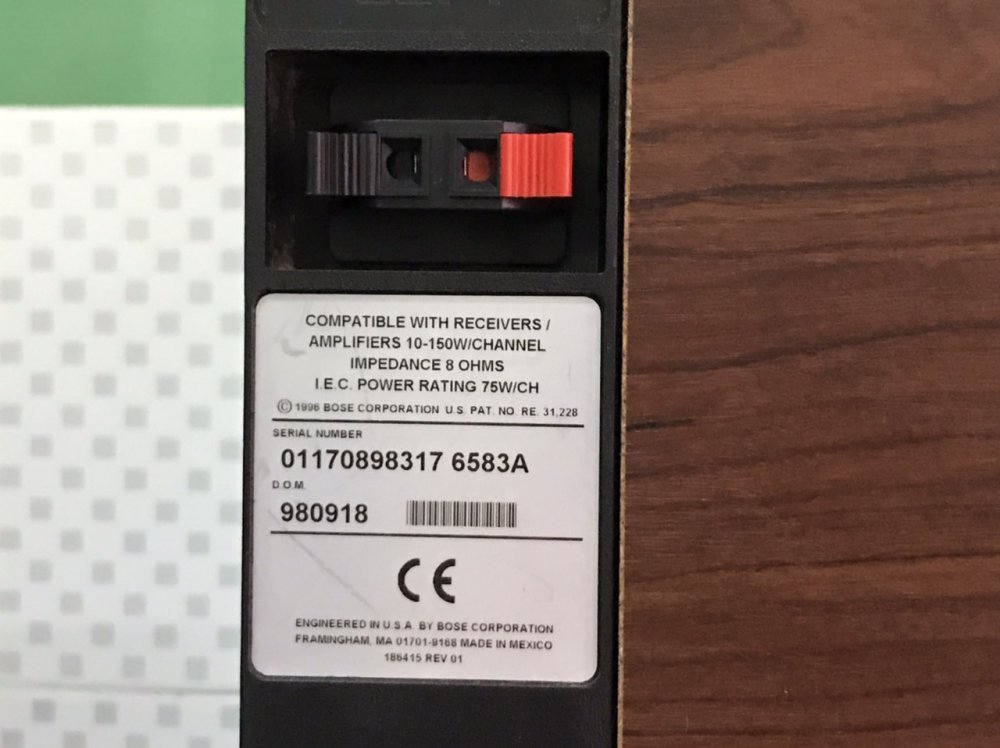 COMPATIBLE WITH RECEIVERS /
AMPLIFIERS 10-150W/CHANNEL
IMPEDANCE 8 OHMS
I.E.C. POWER RATING 75W/CH
© 1996 BOSE CORPORATION U.S. PAT. NO. RE. 31,228
SERIAL NUMBER
01170898317 6583A
D.O.M.
980918
CE
ENGINEERED IN U.S.A. BY BOSE CORPORATION
FRAMINGHAM, MA 01701-9168 MADE IN MEXICO
186415 REV 01